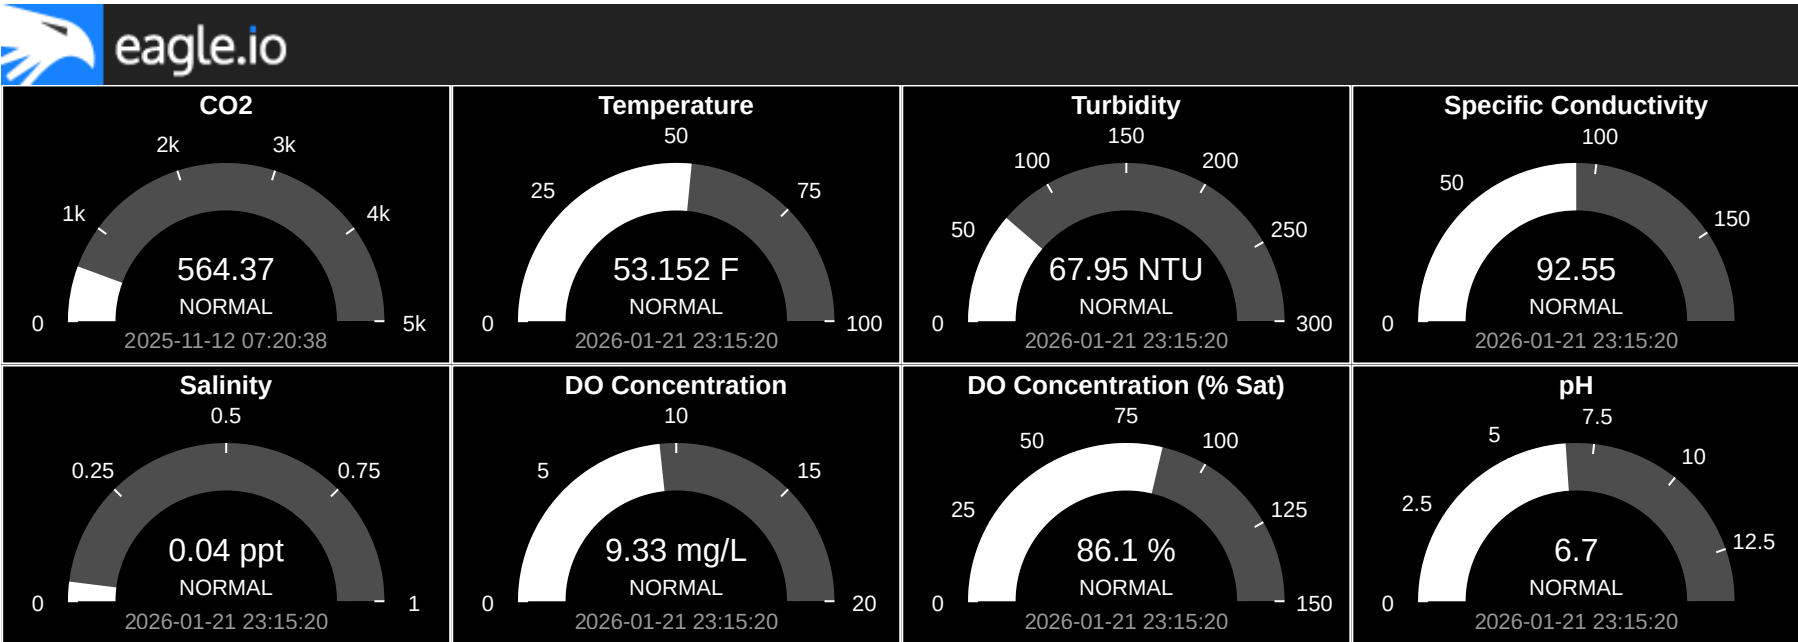 eagle.io
CO2
0
1k
2k
3k
4k
5k
564.37
NORMAL
2025-11-12 07:20:38
Temperature
0
25
50
75
100
53.152 F
NORMAL
2026-01-21 23:15:20
Turbidity
0
50
100
150
200
250
300
67.95 NTU
NORMAL
2026-01-21 23:15:20
Specific Conductivity
0
50
100
150
92.55
NORMAL
2026-01-21 23:15:20
Salinity
0
0.25
0.5
0.75
1
0.04 ppt
NORMAL
2026-01-21 23:15:20
DO Concentration
0
5
10
15
20
9.33 mg/L
NORMAL
2026-01-21 23:15:20
DO Concentration (% Sat)
0
25
50
75
100
125
150
86.1 %
NORMAL
2026-01-21 23:15:20
pH
0
2.5
5
7.5
10
12.5
6.7
NORMAL
2026-01-21 23:15:20